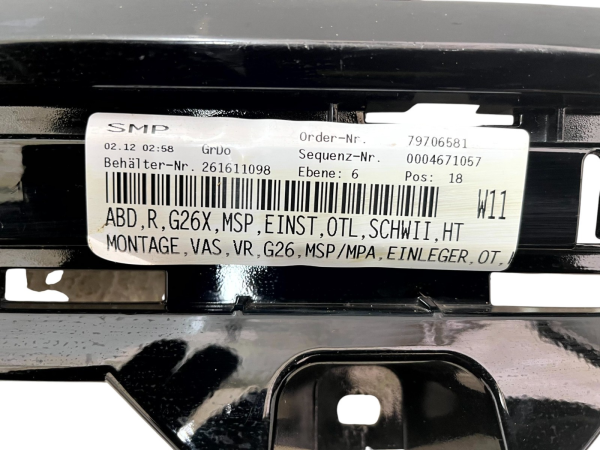 SMP Order-Nr. 79706581
02.12 02:58 GrDo Sequenz-Nr. 0004671057
Behälter-Nr. 261611098 Ebene: 6 Pos: 18
W11
ABD,R,G26X,MSP,EINST,OTL,SCHWII,HT
MONTAGE,VAS,VR,G26,MSP/MPA,EINLEGER,OT,